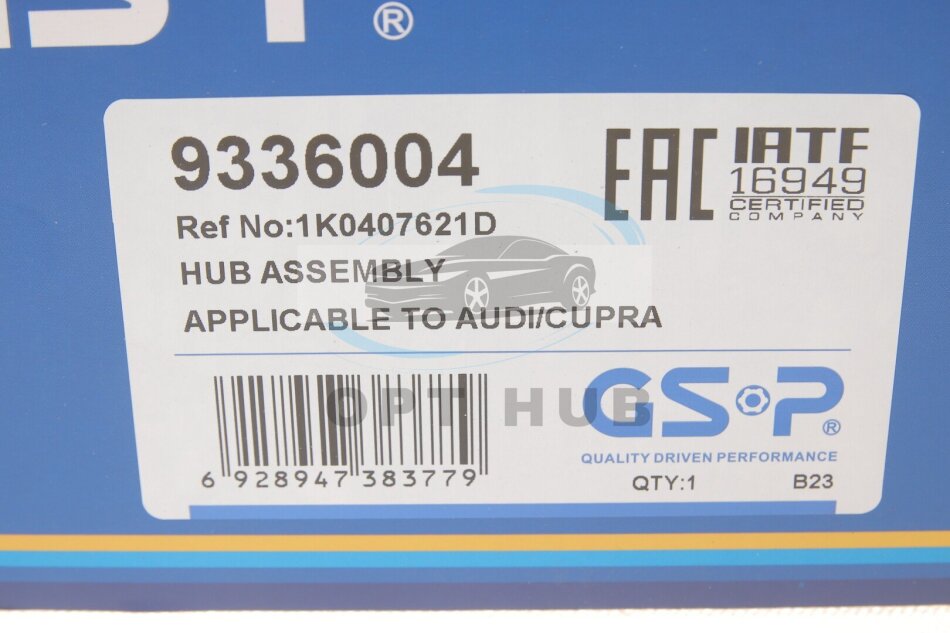 ®
9336004
EAC
IATF
16949
CERTIFIED
COMPANY
Ref No:1K0407621D
HUB ASSEMBLY
APPLICABLE TO AUDI/CUPRA
OPT HUB
GSP®
QUALITY DRIVEN PERFORMANCE
6 928947 383779
QTY:1 B23